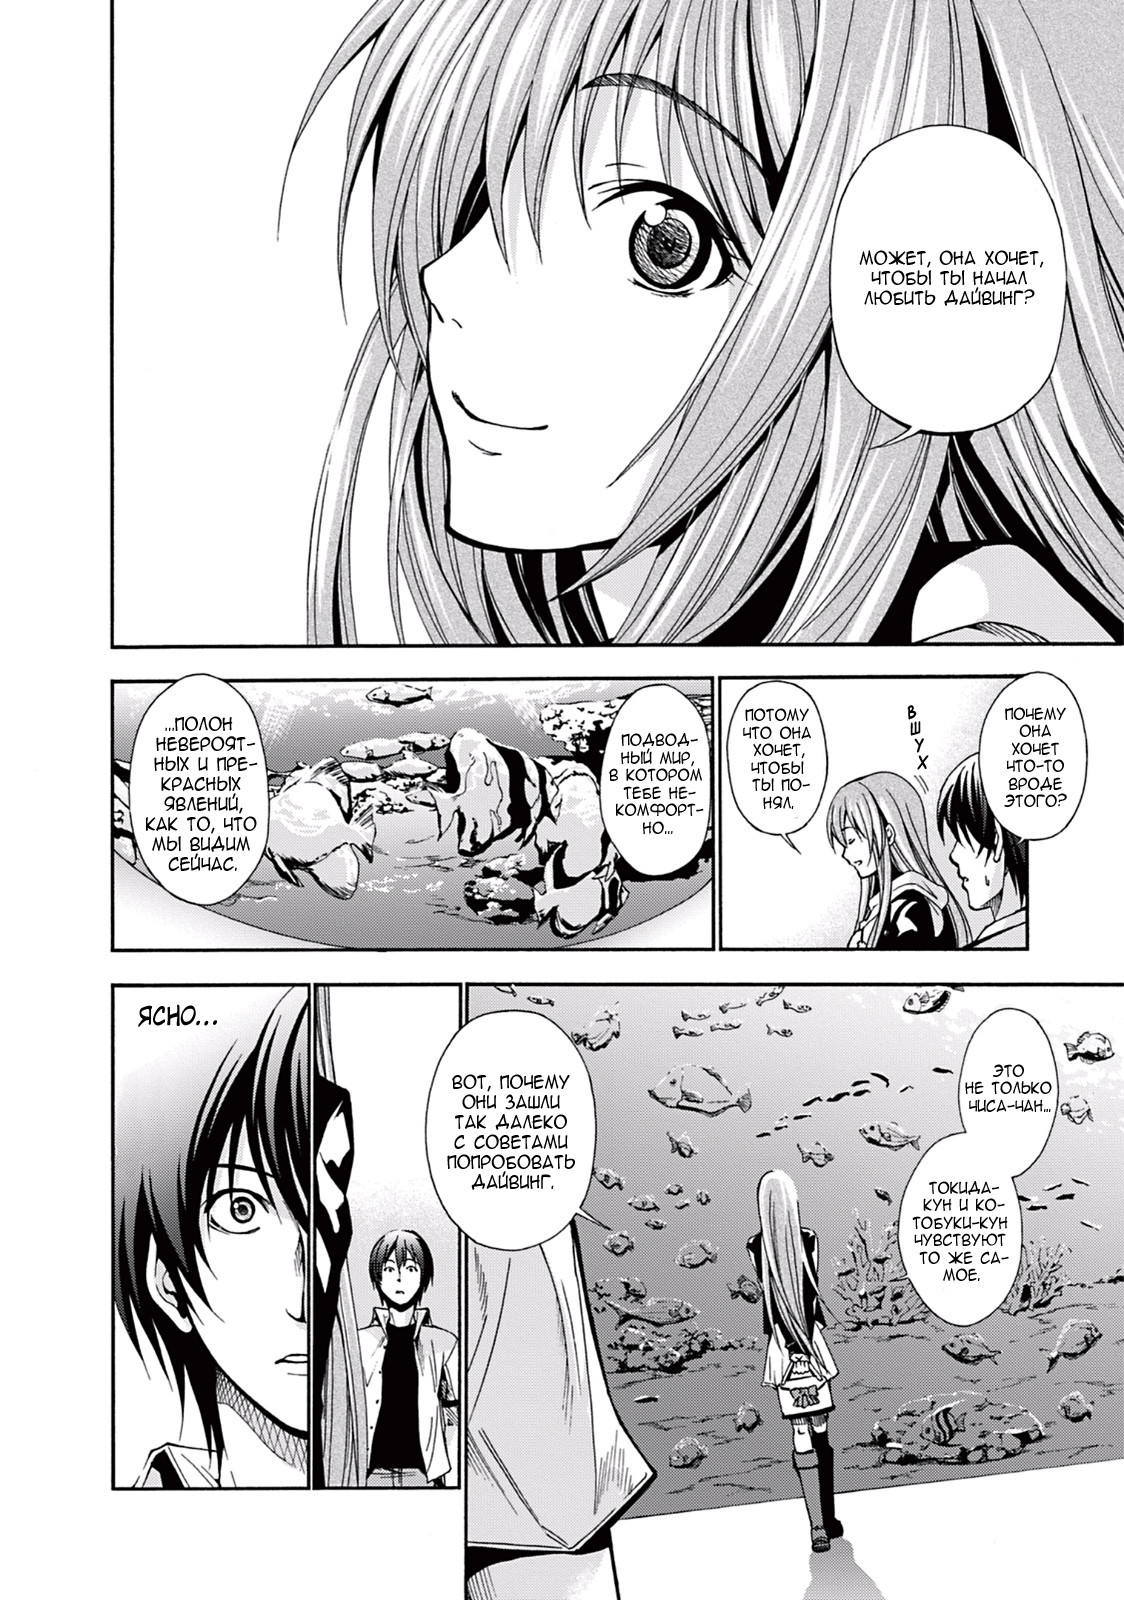 МОЖЕТ, ОНА ХОЧЕТ,
ЧТОБЫ ТЫ НАЧАЛ
ЛЮБИТЬ ДАЙВИНГ?
ПОЧЕМУ
ОНА
ХОЧЕТ
ЧТО-ТО
ВРОДЕ
ЭТОГО?
ВШУХ
ПОТОМУ
ЧТО ОНА
ХОЧЕТ,
ЧТОБЫ
ТЫ ПО-
НЯЛ.
ПОДВОД-
НЫЙ МИР,
В КОТОРОМ
ТЕБЕ НЕ-
КОМФОРТ-
НО...
...ПОЛОН
НЕВЕРОЯТ-
НЫХ И ПРЕ-
КРАСНЫХ
ЯВЛЕНИЙ,
КАК ТО, ЧТО
МЫ ВИДИМ
СЕЙЧАС.
ЭТО
НЕ ТОЛЬКО
ЧИСА-ЧАН...
ТОКИДА-
КУН И КО-
ТОБУКИ-КУН
ЧУВСТВУЮТ
ТО ЖЕ СА-
МОЕ.
ВОТ, ПОЧЕМУ
ОНИ ЗАШЛИ
ТАК ДАЛЕКО
С СОВЕТАМИ
ПОПРОБОВАТЬ
ДАЙВИНГ.
ЯСНО...